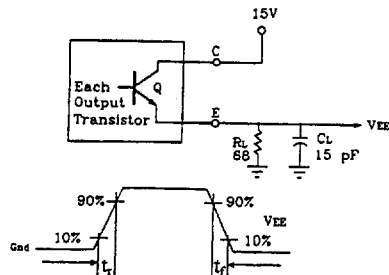 15V
C
Each
Output
Transistor
Q
E
VEE
RL
68
CL
15 pF
90%
90%
VEE
10%
10%
Gnd
tr
tf